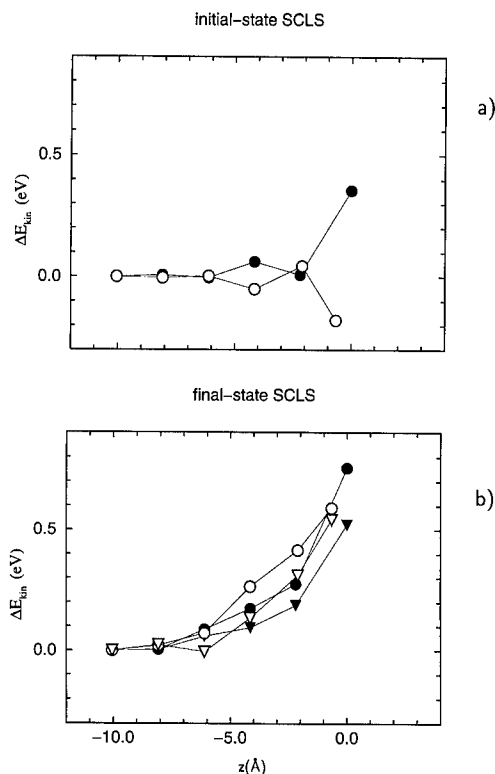 initial−state SCLS
a)
0.5
ΔE_kin (eV)
0.0
final−state SCLS
b)
0.5
ΔE_kin (eV)
0.0
−10.0 −5.0 0.0
z(Å)